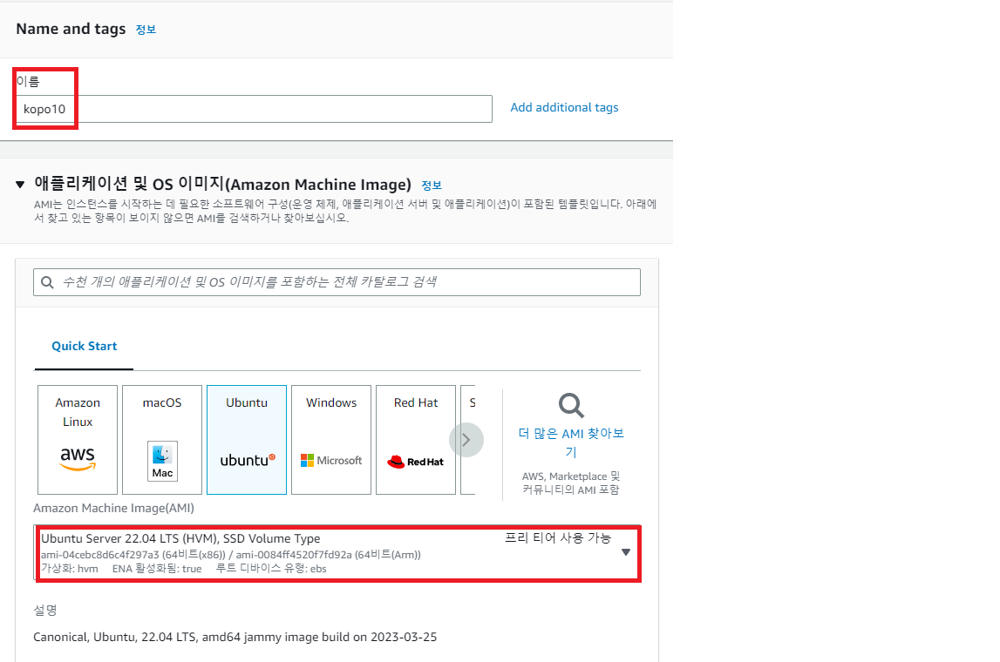 Name and tags 정보
이름
kopo10
Add additional tags
애플리케이션 및 OS 이미지(Amazon Machine Image) 정보
AMI는 인스턴스를 시작하는 데 필요한 소프트웨어 구성(운영 체제, 애플리케이션 서버 및 애플리케이션)이 포함된 템플릿입니다. 아래에
서 찾고 있는 항목이 보이지 않으면 AMI를 검색하거나 찾아보십시오.
수천 개의 애플리케이션 및 OS 이미지를 포함하는 전체 카탈로그 검색
Quick Start
Amazon
Linux
aws
macOS
Mac
Ubuntu
ubuntu
Windows
Microsoft
Red Hat
RedHat
S
더 많은 AMI 찾아보
기
AWS, Marketplace 및
커뮤니티의 AMI 포함
Amazon Machine Image(AMI)
Ubuntu Server 22.04 LTS (HVM), SSD Volume Type 프리 티어 사용 가능
ami-04cebc8d6c4f297a3 (64비트(x86)) / ami-0084ff4520f7fd92a (64비트(Arm))
가상화: hvm ENA 활성화됨: true 루트 디바이스 유형: ebs
설명
Canonical, Ubuntu, 22.04 LTS, amd64 jammy image build on 2023-03-25